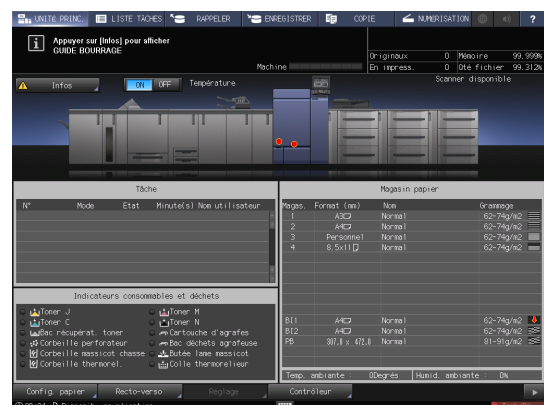 UNITE PRINC. LISTE TÂCHES RAPPELER ENREGISTRER COPIE NUMERISATION ?
Appuyer sur [Infos] pour afficher
GUIDE BOURRAGE
Machine
Originaux 0 Mémoire 99.999%
En impress. 0 Qté fichier 99.312%
Scanner disponible
Infos ON OFF Température
Tâche
N° Mode Etat Minute(s) Nom utilisateur
Magasin papier
Magas. Format (mm) Nom Grammage
1 A3 Normal 62-74g/m2
2 A4 Normal 62-74g/m2
3 Personnel Normal 62-74g/m2
4 8.5x11 Normal 62-74g/m2
BI1 A4 Normal 62-74g/m2
BI2 A4 Normal 62-74g/m2
PB 307.8 x 472.8 Normal 81-91g/m2
Temp. ambiante : 0Degrés Humid. ambiante : 0%
Indicateurs consommables et déchets
Toner J Toner M
Toner C Toner N
Bac récupérat. toner Cartouche d'agrafes
Corbeille perforateur Bac déchets agrafeuse
Corbeille massicot chasse Butée lame massicot
Corbeille thermorel. Colle thermorelieur
Config. papier Recto-verso Réglage Contrôleur